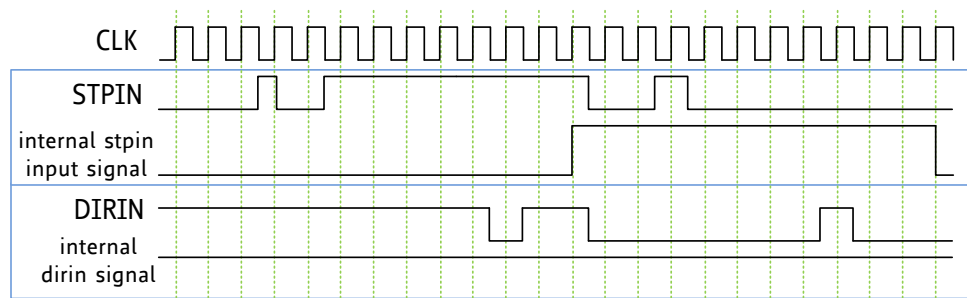 CLK
STPIN
internal stpin
input signal
DIRIN
internal
dirin signal